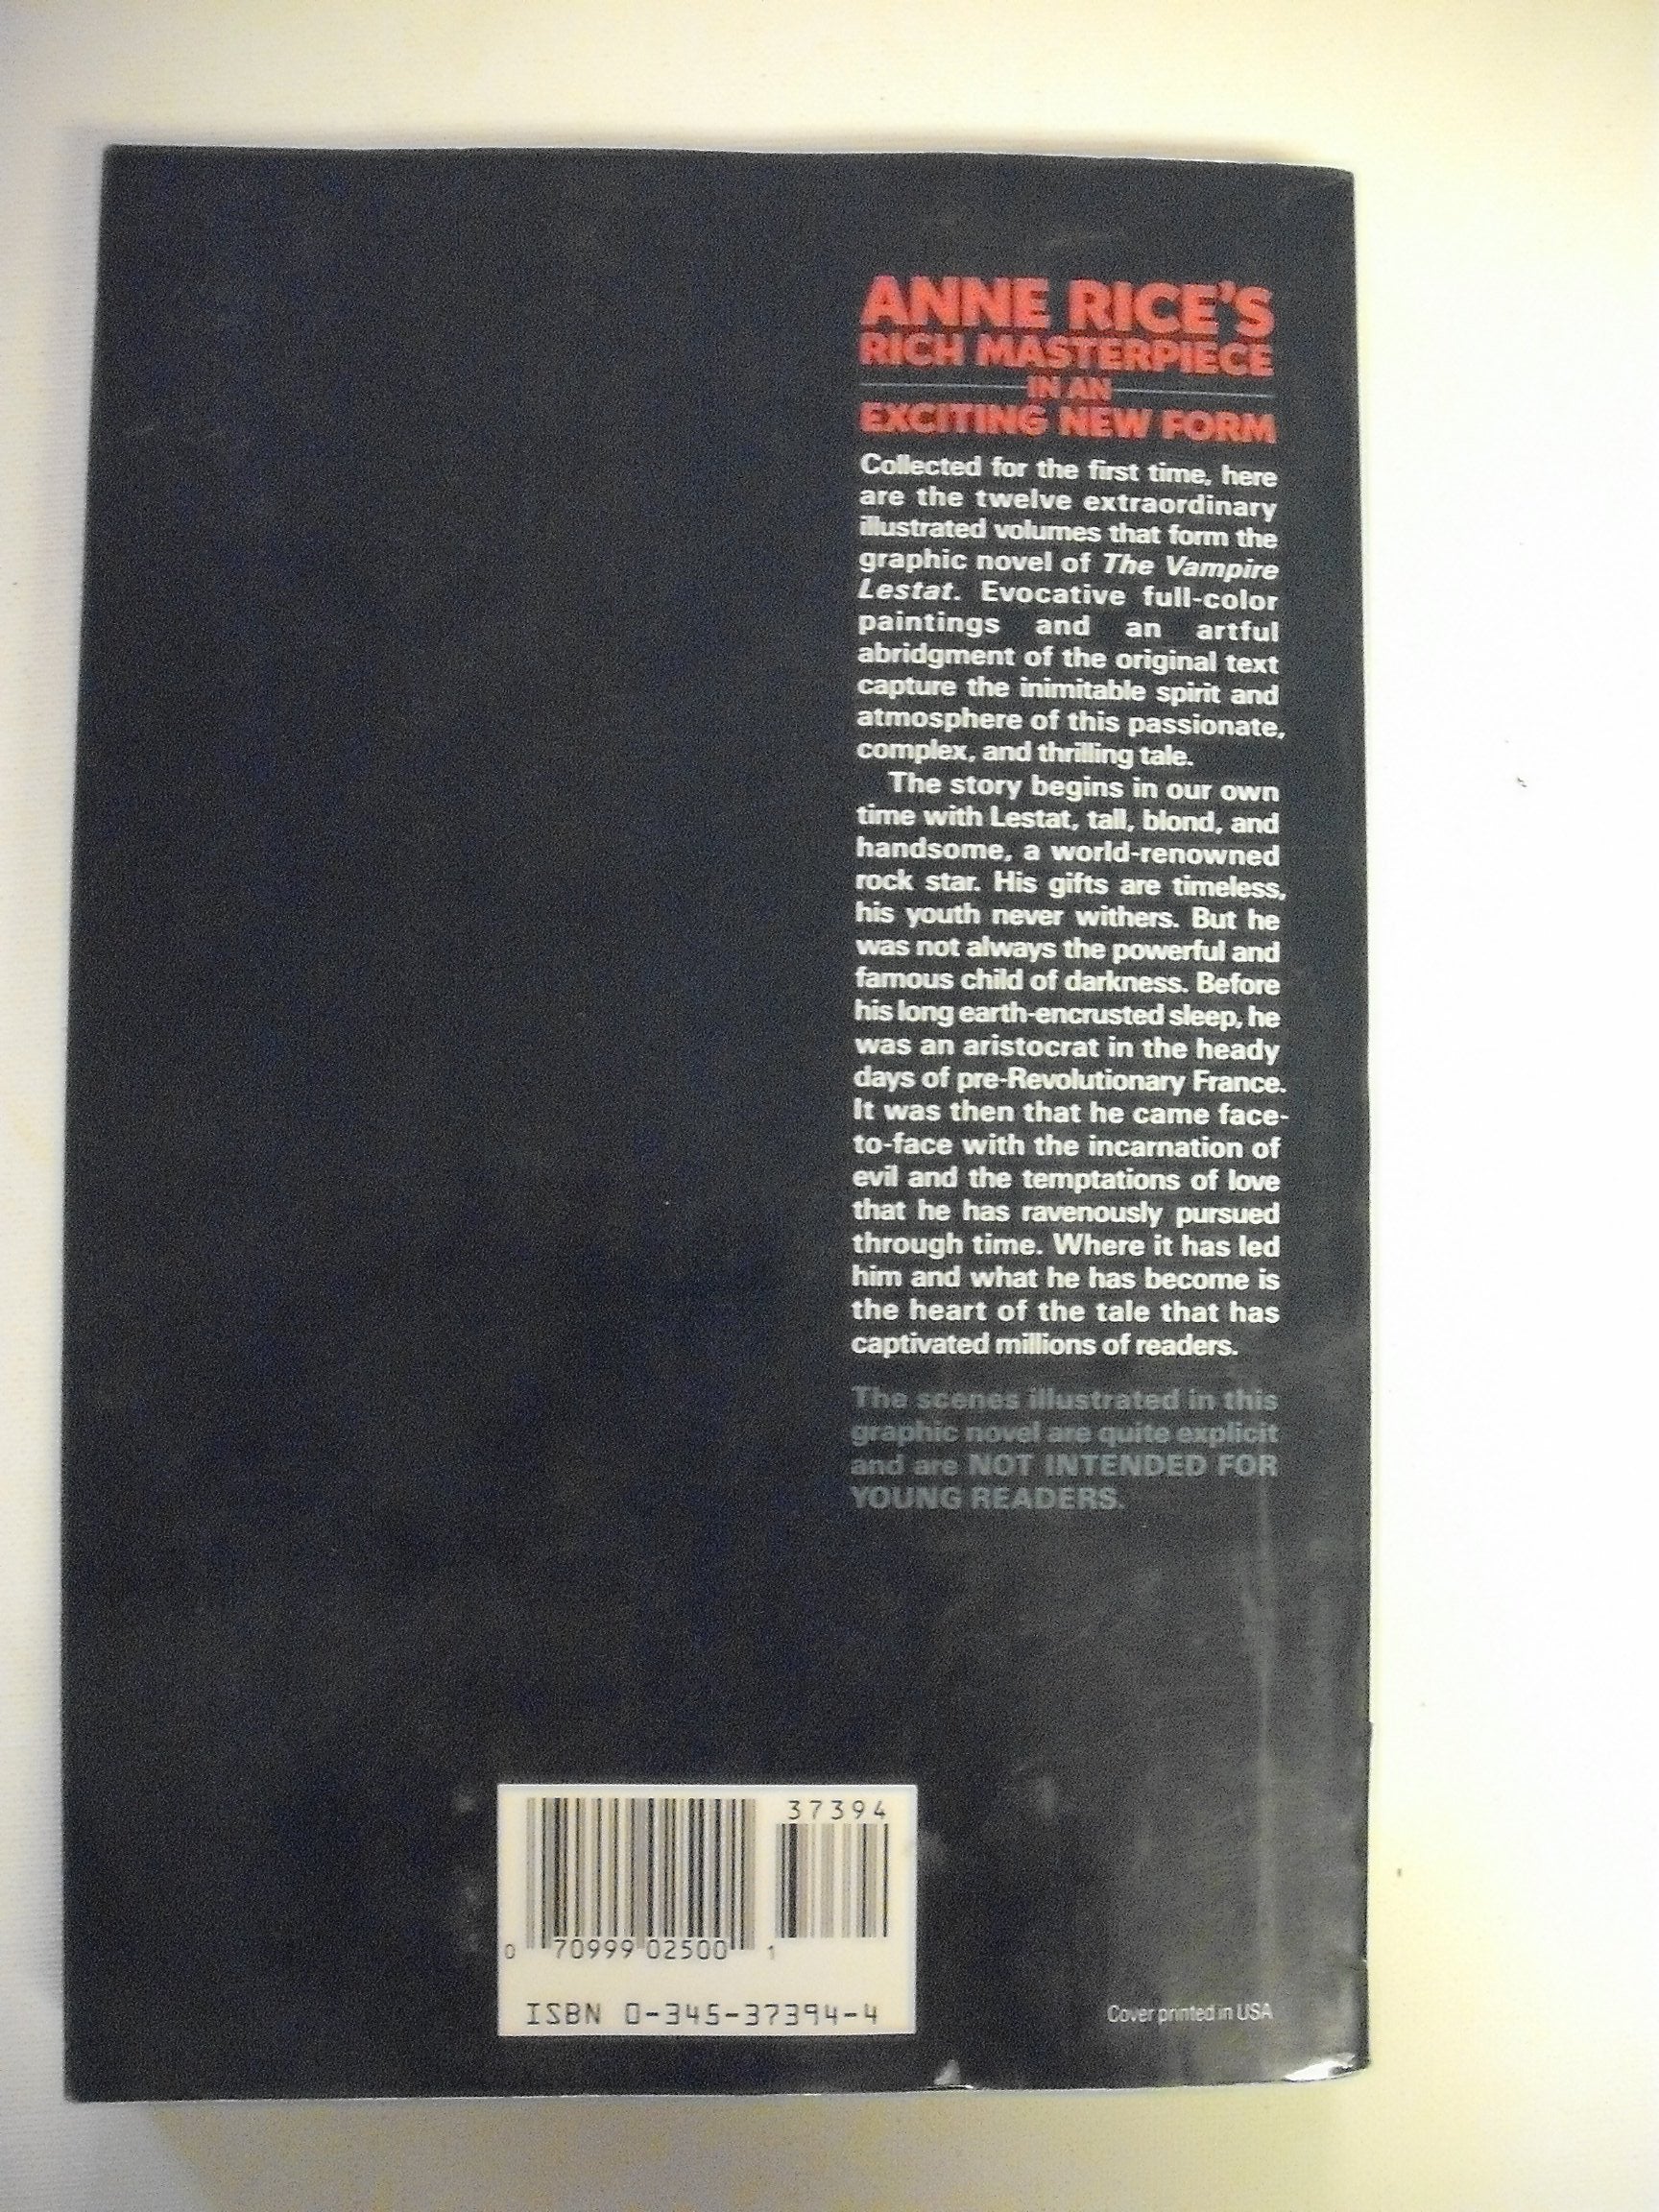 ANNE RICE'S
RICH MASTERPIECE
IN AN
EXCITING NEW FORM
Collected for the first time, here
are the twelve extraordinary
illustrated volumes that form the
graphic novel of The Vampire
Lestat. Evocative full-color
paintings and an artful
abridgment of the original text
capture the inimitable spirit and
atmosphere of this passionate,
complex, and thrilling tale.
The story begins in our own
time with Lestat, tall, blond, and
handsome, a world-renowned
rock star. His gifts are timeless,
his youth never withers. But he
was not always the powerful and
famous child of darkness. Before
his long earth-encrusted sleep, he
was an aristocrat in the heady
days of pre-Revolutionary France.
It was then that he came face-
to-face with the incarnation of
evil and the temptations of love
that he has ravenously pursued
through time. Where it has led
him and what he has become is
the heart of the tale that has
captivated millions of readers.
The scenes illustrated in this
graphic novel are quite explicit
and are NOT INTENDED FOR
YOUNG READERS.
37394
0 70999 02500 1
ISBN 0-345-37394-4
Cover printed in USA